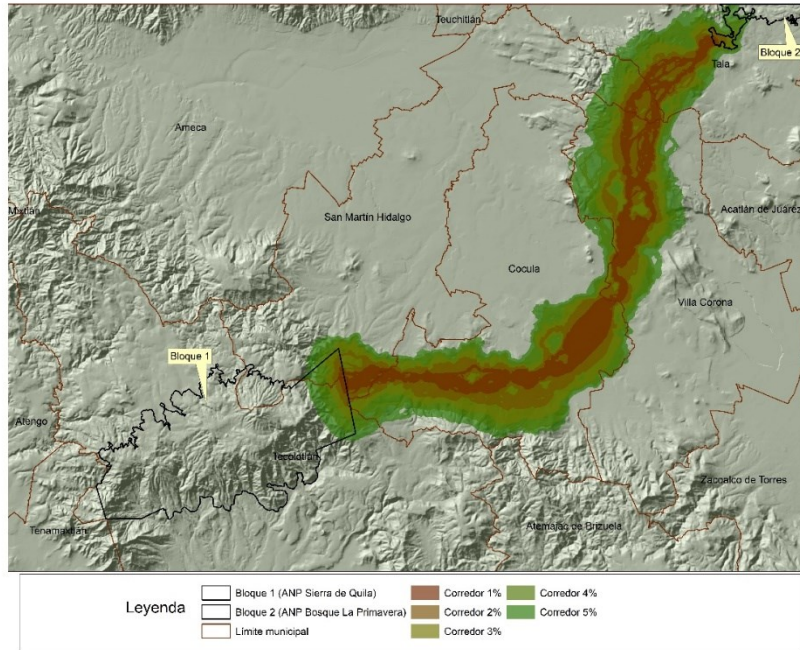 Teuchitlán
Bloque 2
Tala
Ameca
Mixtlán
San Martín Hidalgo
Acatlán de Juárez
Cocula
Villa Corona
Bloque 1
Atengo
Tecolotlán
Zacoalco de Torres
Tenamaxtlán
Atemajac de Brizuela
Leyenda
Bloque 1 (ANP Sierra de Quila)
Bloque 2 (ANP Bosque La Primavera)
Límite municipal
Corredor 1%
Corredor 2%
Corredor 3%
Corredor 4%
Corredor 5%